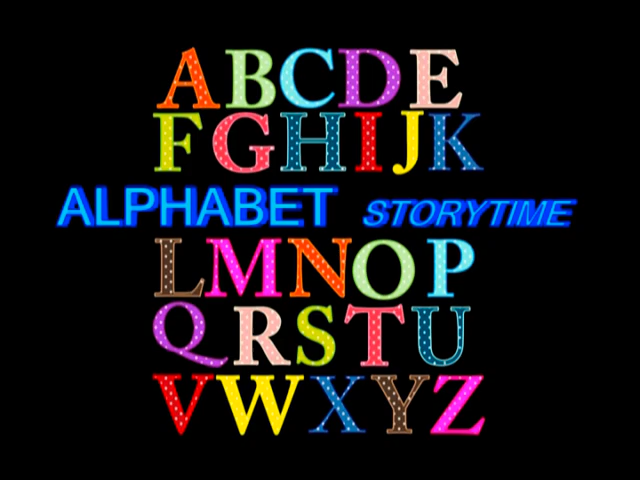 ABCDE
FGHIJK
ALPHABET STORYTIME
LMNOP
QRSTU
VWXYZ